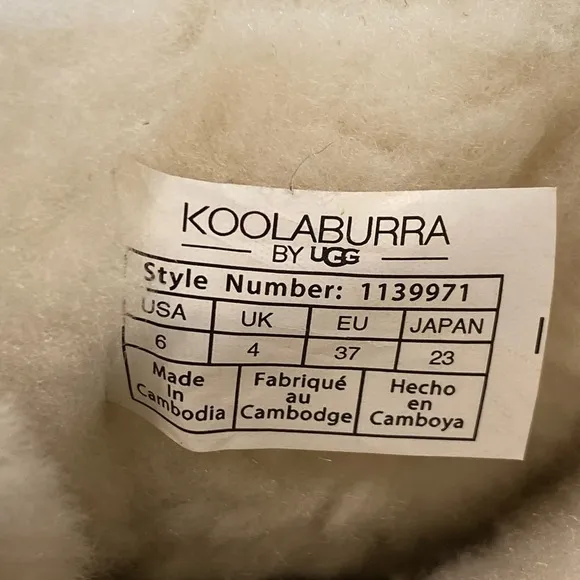 KOOLABURRA
BY UGG
Style Number: 1139971
USA UK EU JAPAN
6 4 37 23
Made Fabriqué Hecho
In au en
Cambodia Cambodge Camboya